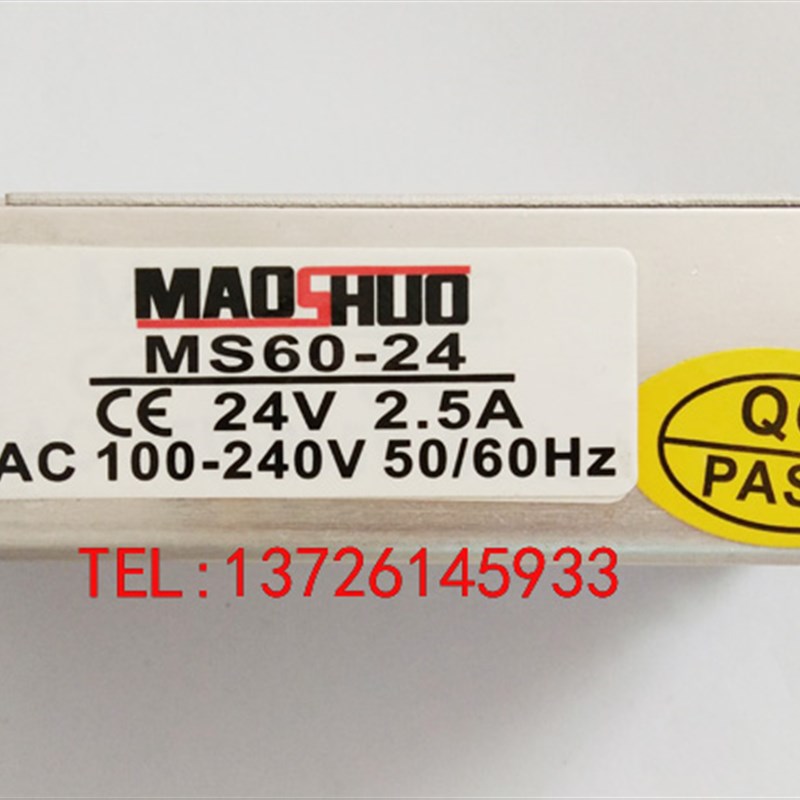 MAOSHUO
MS60-24
CE 24V 2.5A
AC 100-240V 50/60Hz
TEL:13726145933